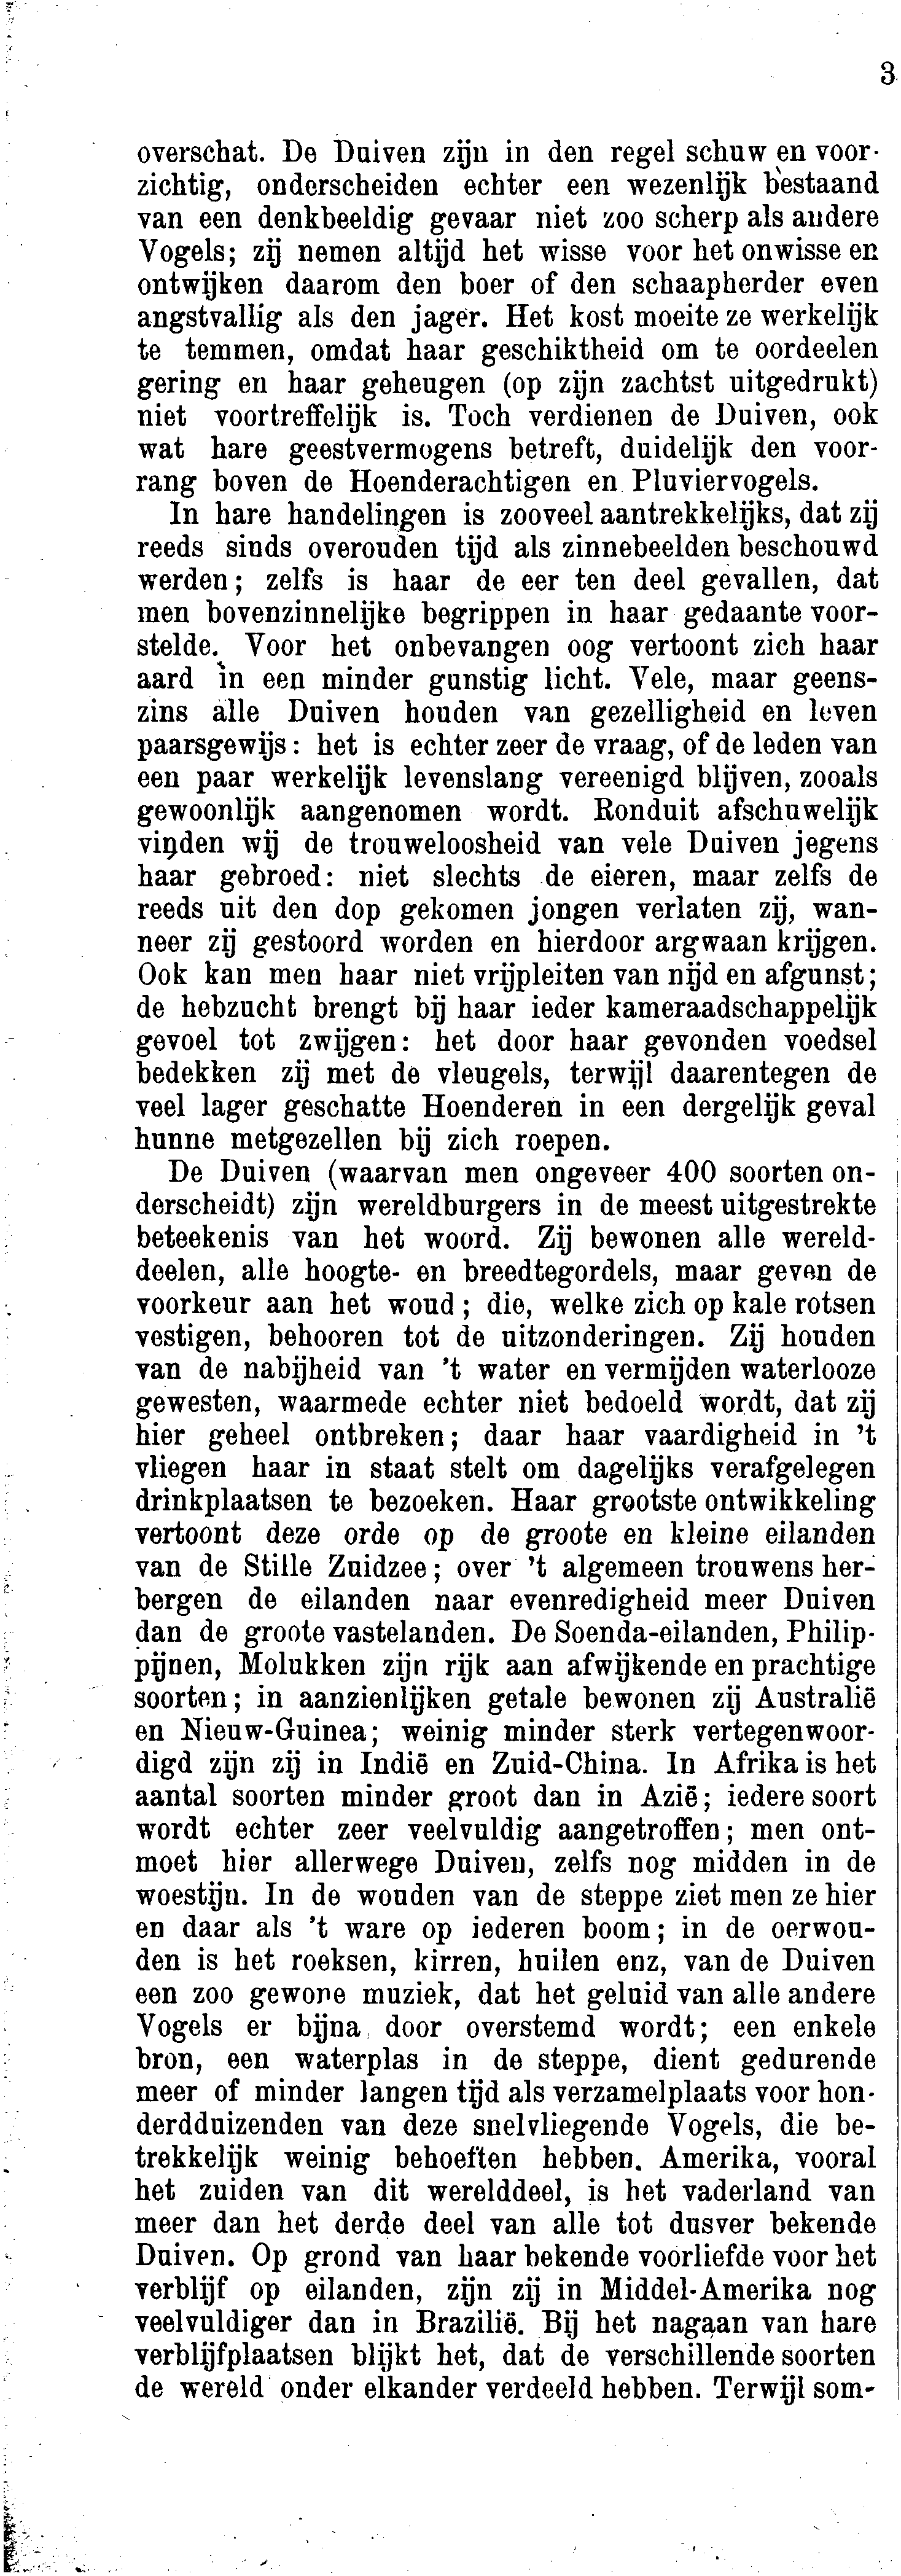 3
overschat. De Duiven zijn in den regel schuw en voor-
zichtig, onderscheiden echter een wezenlijk bestaand
van een denkbeeldig gevaar niet zoo scherp als andere
Vogels; zij nemen altijd het wisse voor het onwisse en
ontwijken daarom den boer of den schaapherder even
angstvallig als den jager. Het kost moeite ze werkelijk
te temmen, omdat haar geschiktheid om te oordeelen
gering en haar geheugen (op zijn zachtst uitgedrukt)
niet voortreffelijk is. Toch verdienen de Duiven, ook
wat hare geestvermogens betreft, duidelijk den voor-
rang boven de Hoenderachtigen en Pluviervogels.
In hare handelingen is zooveel aantrekkelijks, dat zij
reeds sinds overouden tijd als zinnebeelden beschouwd
werden; zelfs is haar de eer ten deel gevallen, dat
men bovenzinnelijke begrippen in haar gedaante voor-
stelde. Voor het onbevangen oog vertoont zich haar
aard in een minder gunstig licht. Vele, maar geens-
zins alle Duiven houden van gezelligheid en leven
paarsgewijs: het is echter zeer de vraag, of de leden van
een paar werkelijk levenslang vereenigd blijven, zooals
gewoonlijk aangenomen wordt. Ronduit afschuwelijk
vinden wij de trouweloosheid van vele Duiven jegens
haar gebroed: niet slechts de eieren, maar zelfs de
reeds uit den dop gekomen jongen verlaten zij, wan-
neer zij gestoord worden en hierdoor argwaan krijgen.
Ook kan men haar niet vrijpleiten van nijd en afgunst;
de hebzucht brengt bij haar ieder kameraadschappelijk
gevoel tot zwijgen: het door haar gevonden voedsel
bedekken zij met de vleugels, terwijl daarentegen de
veel lager geschatte Hoenderen in een dergelijk geval
hunne metgezellen bij zich roepen.
De Duiven (waarvan men ongeveer 400 soorten on-
derscheidt) zijn wereldburgers in de meest uitgestrekte
beteekenis van het woord. Zij bewonen alle wereld-
deelen, alle hoogte- en breedtegordels, maar geven de
voorkeur aan het woud; die, welke zich op kale rotsen
vestigen, behooren tot de uitzonderingen. Zij houden
van de nabijheid van 't water en vermijden waterlooze
gewesten, waarmede echter niet bedoeld wordt, dat zij
hier geheel ontbreken; daar haar vaardigheid in 't
vliegen haar in staat stelt om dagelijks verafgelegen
drinkplaatsen te bezoeken. Haar grootste ontwikkeling
vertoont deze orde op de groote en kleine eilanden
van de Stille Zuidzee; over 't algemeen trouwens her-
bergen de eilanden naar evenredigheid meer Duiven
dan de groote vastelanden. De Soenda-eilanden, Philip-
pijnen, Molukken zijn rijk aan afwijkende en prachtige
soorten; in aanzienlijken getale bewonen zij Australië
en Nieuw-Guinea; weinig minder sterk vertegenwoor-
digd zijn zij in Indië en Zuid-China. In Afrika is het
aantal soorten minder groot dan in Azië; iedere soort
wordt echter zeer veelvuldig aangetroffen; men ont-
moet hier allerwege Duiven, zelfs nog midden in de
woestijn. In de wouden van de steppe ziet men ze hier
en daar als 't ware op iederen boom; in de oerwou-
den is het roeksen, kirren, huilen enz, van de Duiven
een zoo gewone muziek, dat het geluid van alle andere
Vogels er bijna door overstemd wordt; een enkele
bron, een waterplas in de steppe, dient gedurende
meer of minder langen tijd als verzamelplaats voor hon-
derdduizenden van deze snelvliegende Vogels, die be-
trekkelijk weinig behoeften hebben. Amerika, vooral
het zuiden van dit werelddeel, is het vaderland van
meer dan het derde deel van alle tot dusver bekende
Duiven. Op grond van haar bekende voorliefde voor het
verblijf op eilanden, zijn zij in Middel-Amerika nog
veelvuldiger dan in Brazilië. Bij het nagaan van hare
verblijfplaatsen blijkt het, dat de verschillende soorten
de wereld onder elkander verdeeld hebben. Terwijl som-